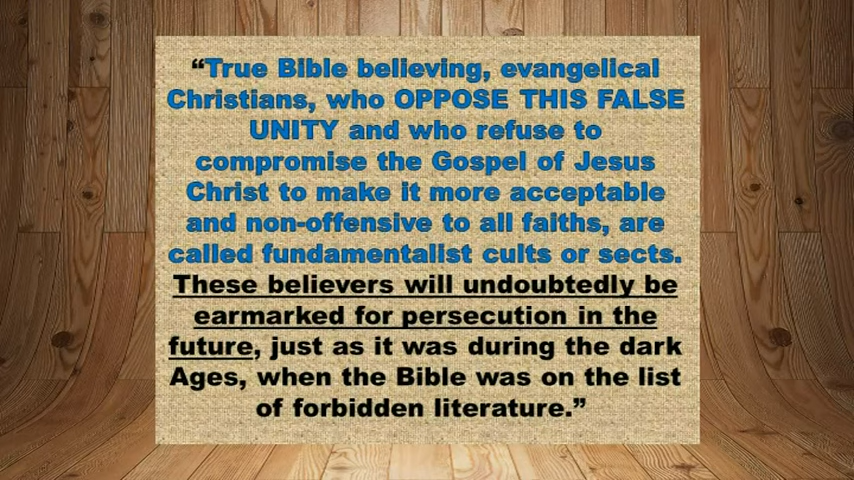 “True Bible believing, evangelical
Christians, who OPPOSE THIS FALSE
UNITY and who refuse to
compromise the Gospel of Jesus
Christ to make it more acceptable
and non-offensive to all faiths, are
called fundamentalist cults or sects.
These believers will undoubtedly be
earmarked for persecution in the
future, just as it was during the dark
Ages, when the Bible was on the list
of forbidden literature.”